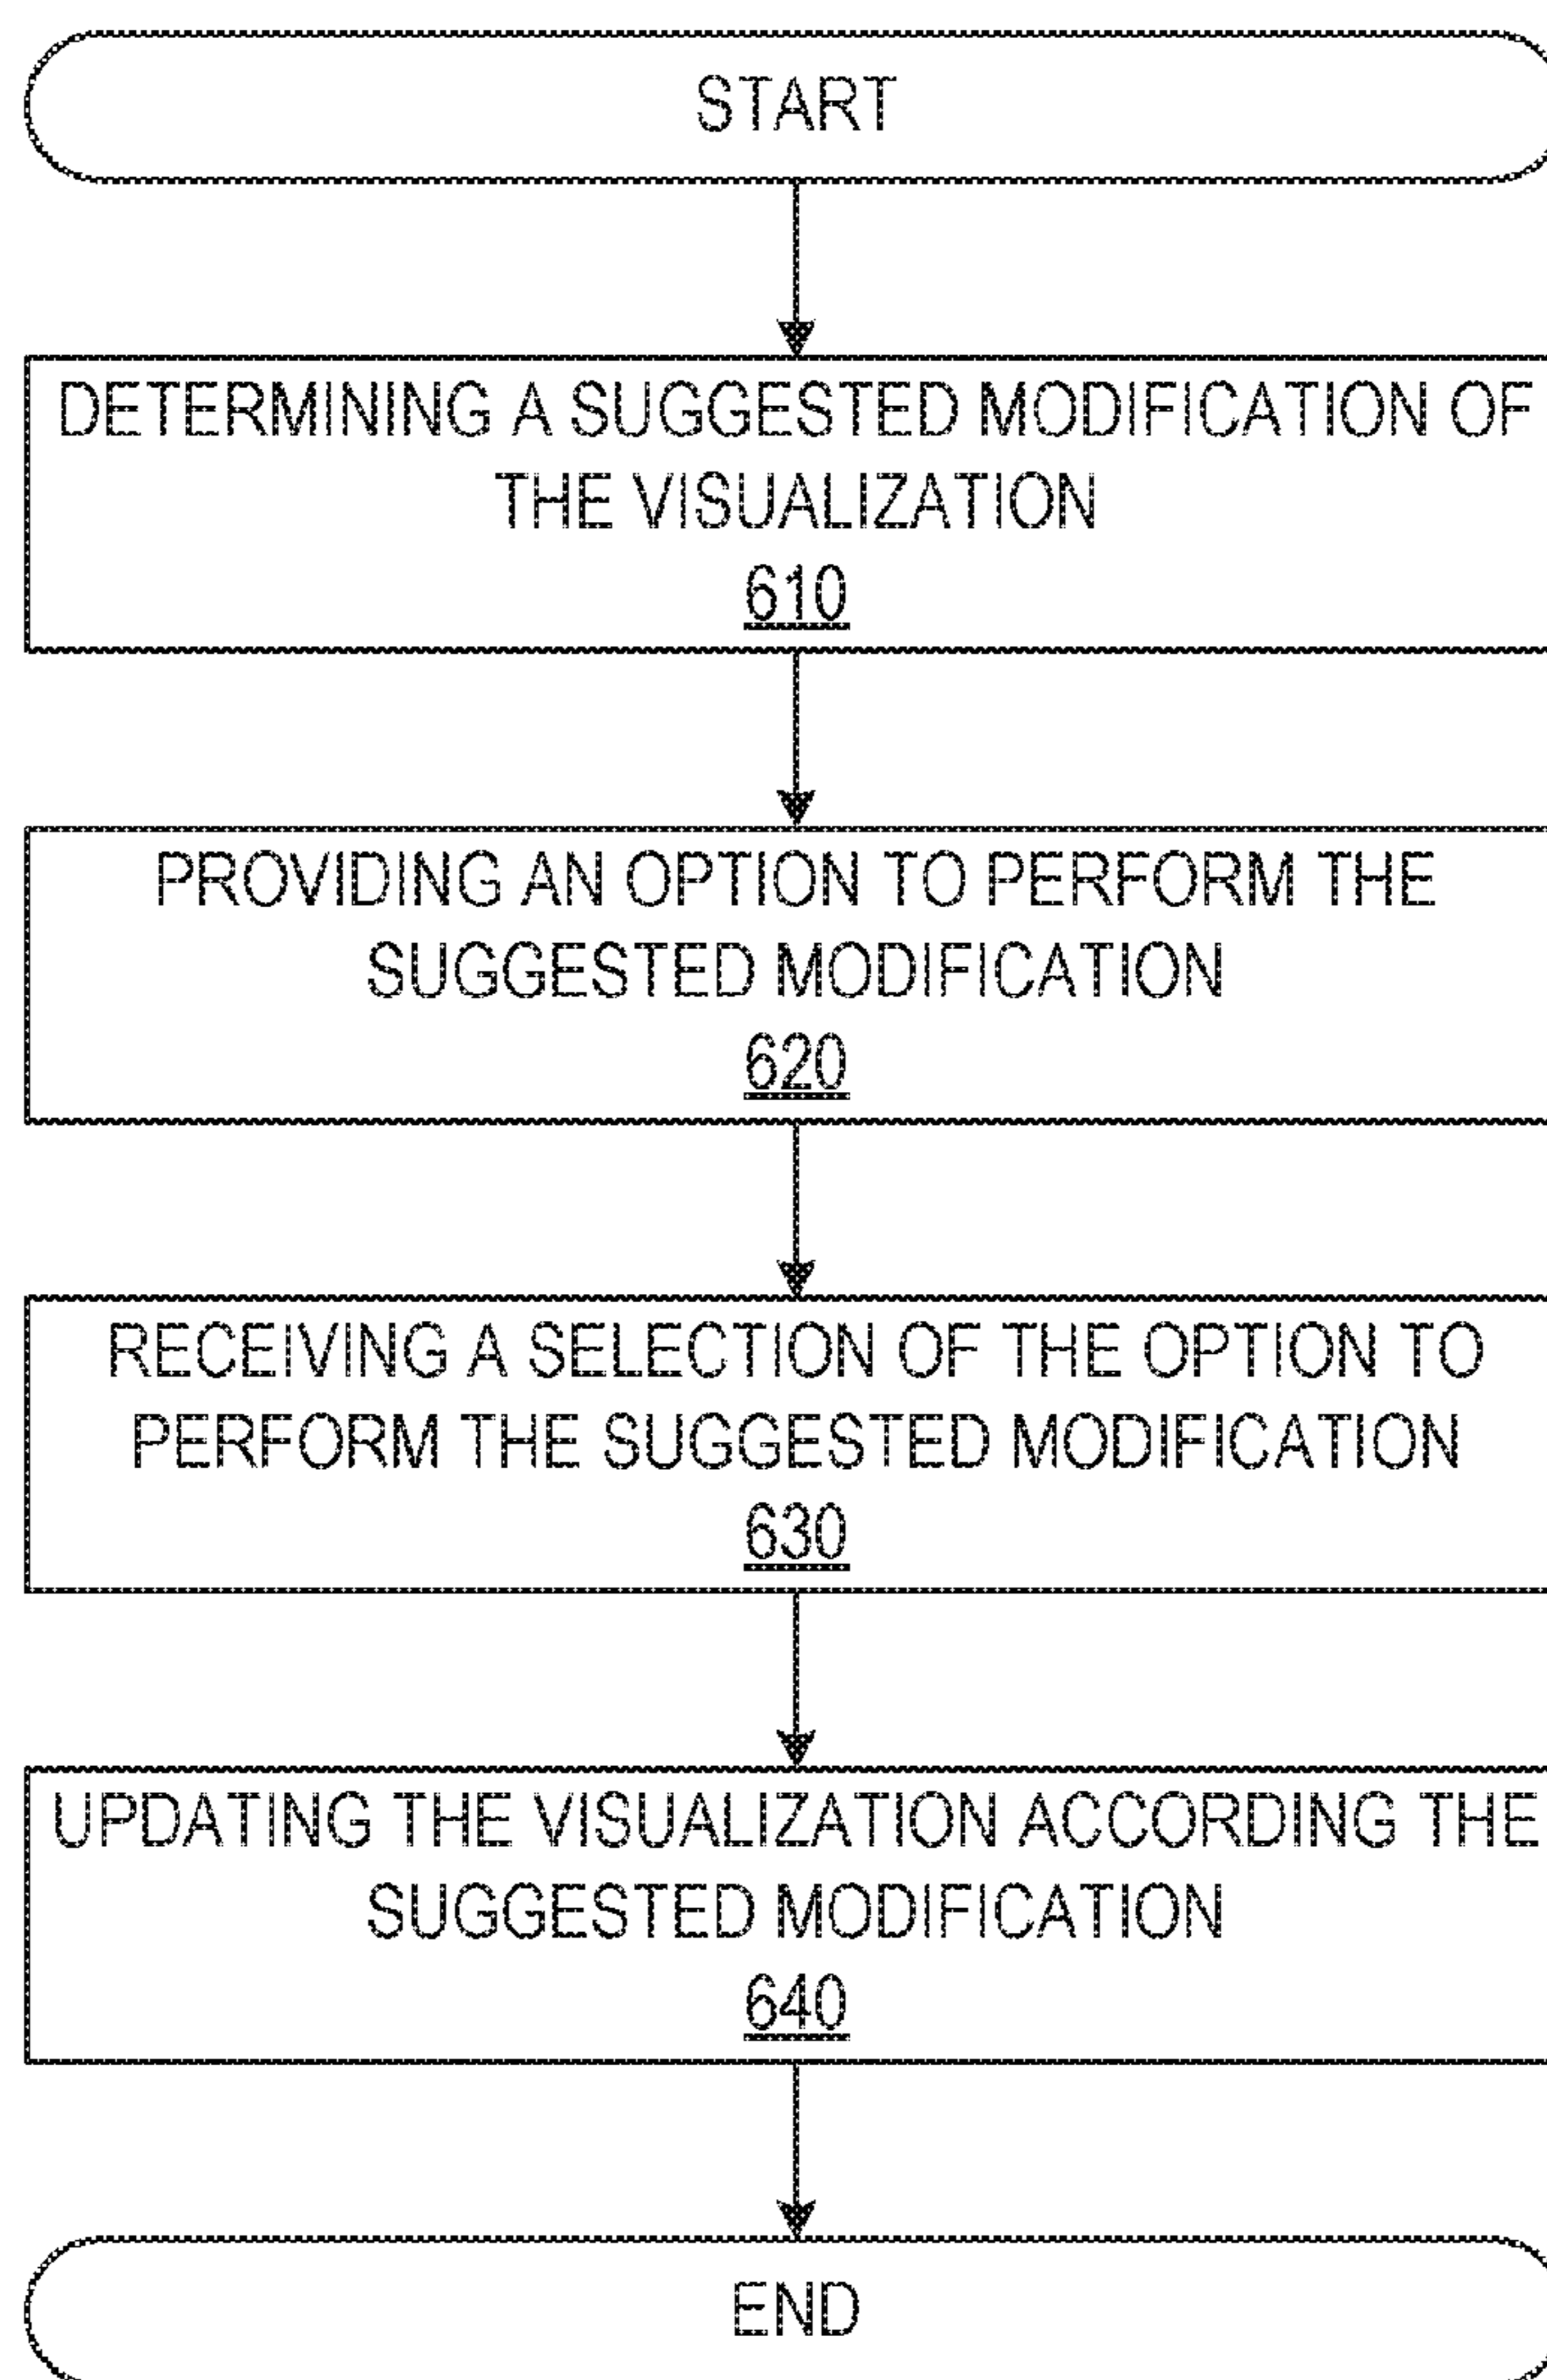 START
DETERMINING A SUGGESTED MODIFICATION OF
THE VISUALIZATION
610
PROVIDING AN OPTION TO PERFORM THE
SUGGESTED MODIFICATION
620
RECEIVING A SELECTION OF THE OPTION TO
PERFORM THE SUGGESTED MODIFICATION
630
UPDATING THE VISUALIZATION ACCORDING THE
SUGGESTED MODIFICATION
640
END